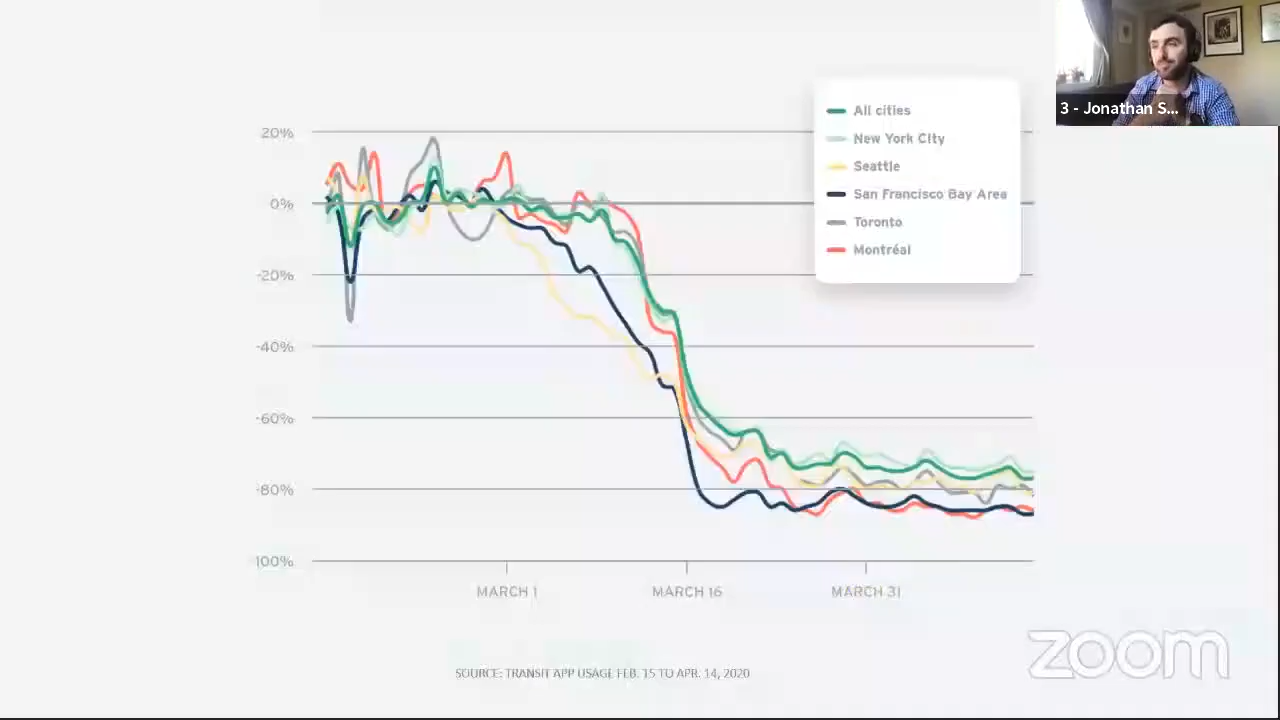 3 - Jonathan S...
All cities
New York City
Seattle
San Francisco Bay Area
Toronto
Montréal
20%
0%
-20%
-40%
-60%
-80%
100%
MARCH 1
MARCH 16
MARCH 31
SOURCE: TRANSIT APP USAGE FEB. 15 TO APR. 14, 2020
zoom